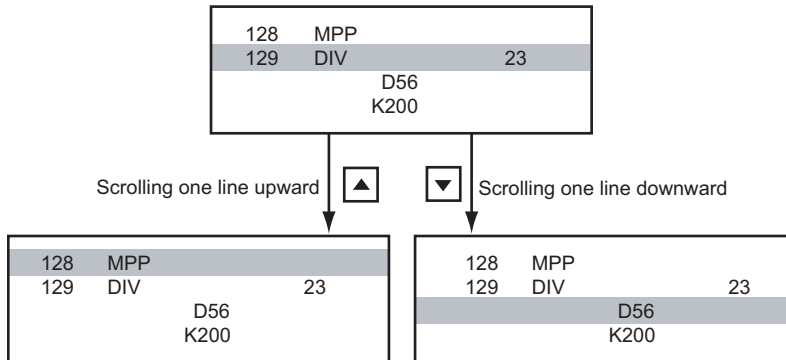 128 MPP
129 DIV 23
D56
K200
Scrolling one line upward
Scrolling one line downward
128 MPP
129 DIV 23
D56
K200
128 MPP
129 DIV 23
D56
K200